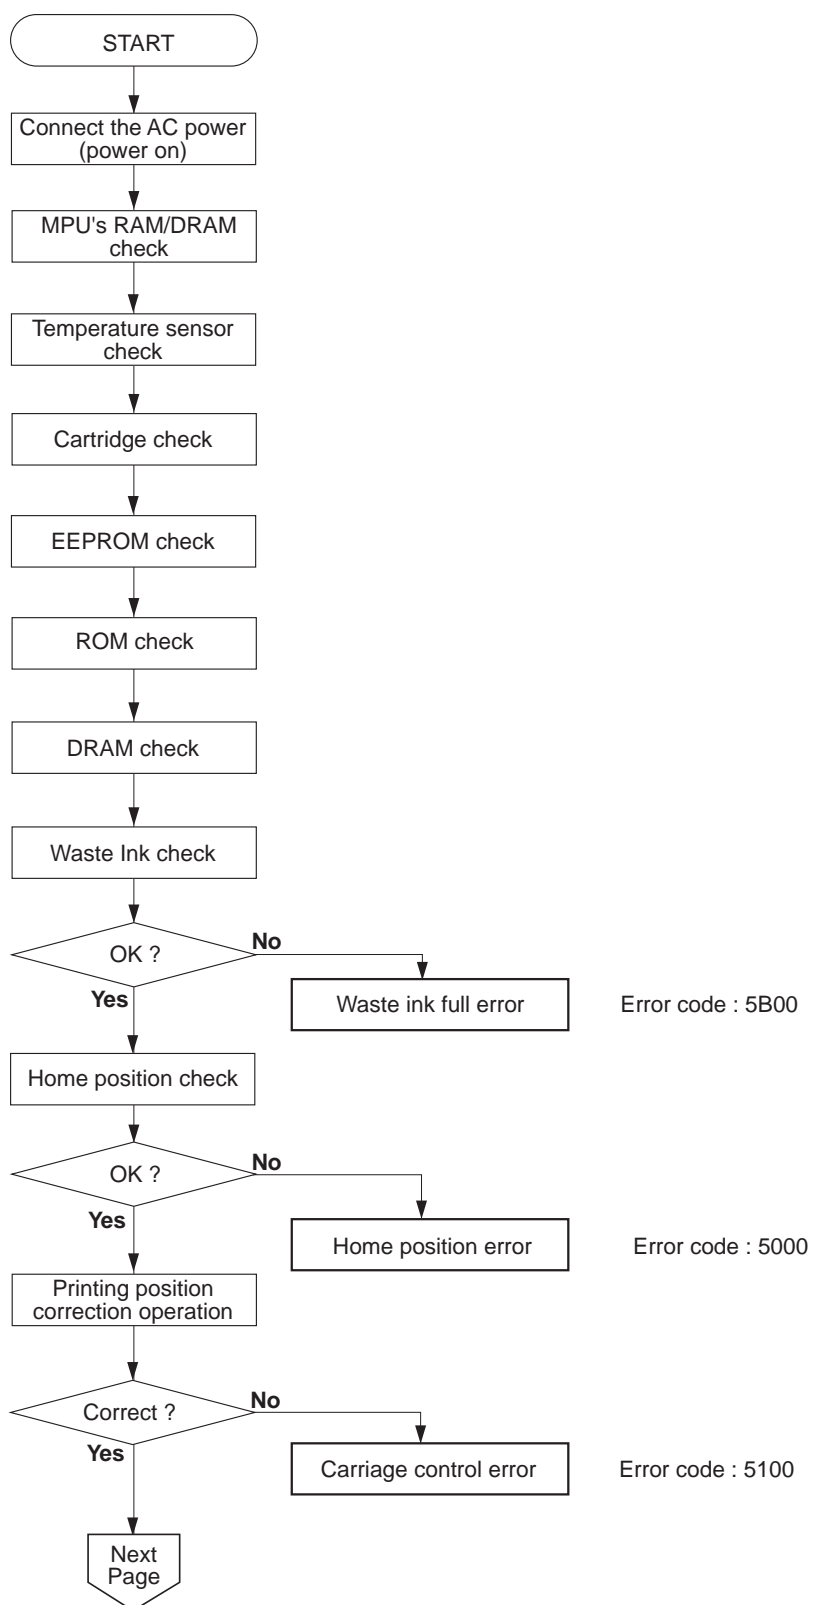 START
Connect the AC power
(power on)
MPU's RAM/DRAM
check
Temperature sensor
check
Cartridge check
EEPROM check
ROM check
DRAM check
Waste Ink check
OK ?
No
Yes
Waste ink full error
Error code : 5B00
Home position check
OK ?
No
Yes
Home position error
Error code : 5000
Printing position
correction operation
Correct ?
No
Yes
Carriage control error
Error code : 5100
Next
Page